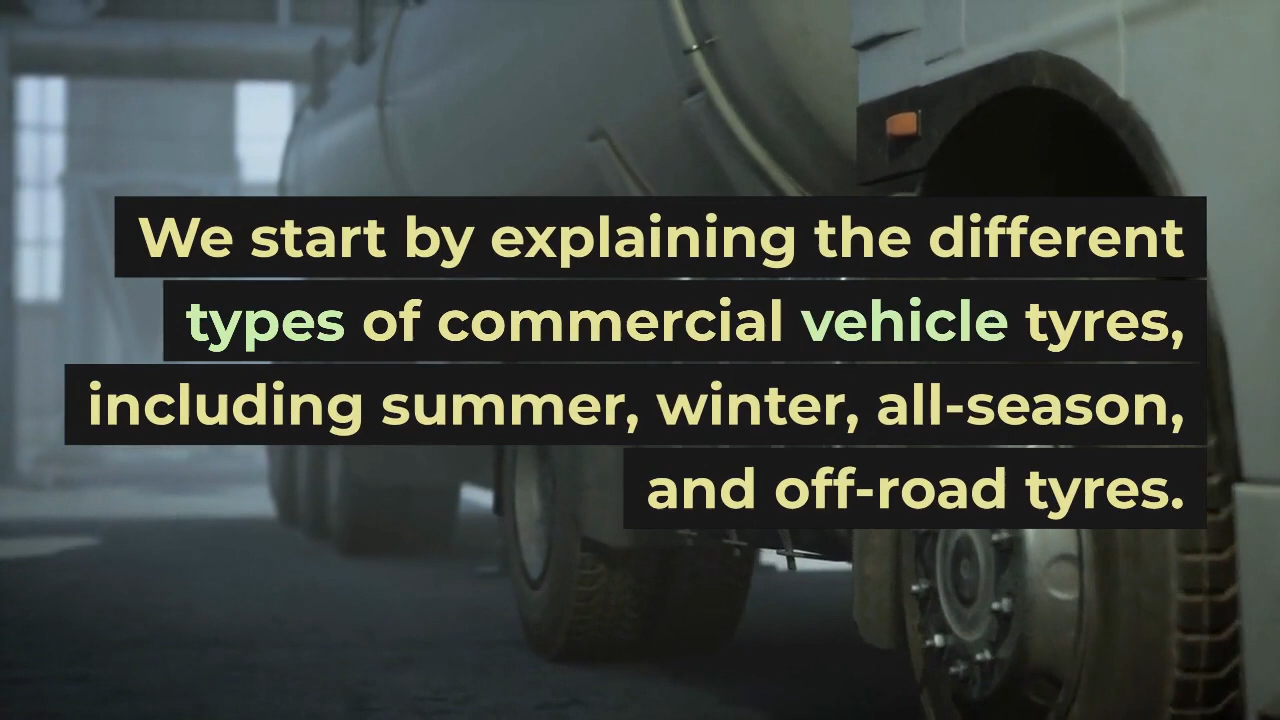 We start by explaining the different
types of commercial vehicle tyres,
including summer, winter, all-season,
and off-road tyres.